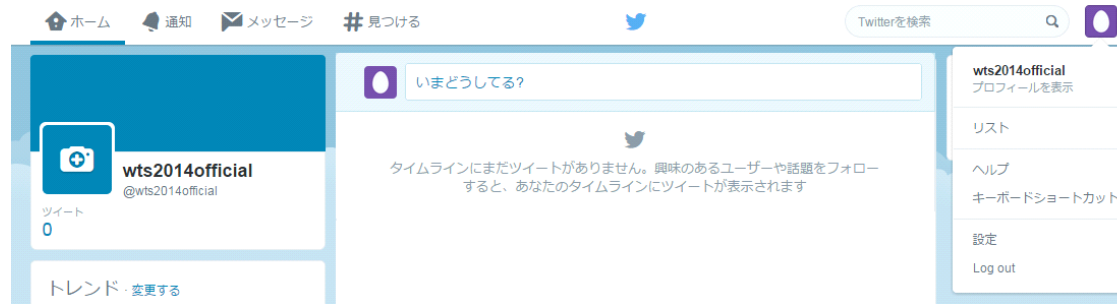 ホーム 通知 メッセージ 見つける Twitterを検索
いまどうしてる?
wts2014official
プロフィールを表示
リスト
ヘルプ
キーボードショートカット
設定
Log out
wts2014official
@wts2014official
ツイート
0
タイムラインにまだツイートがありません。興味のあるユーザーや話題をフォロー
すると、あなたのタイムラインにツイートが表示されます
トレンド · 変更する